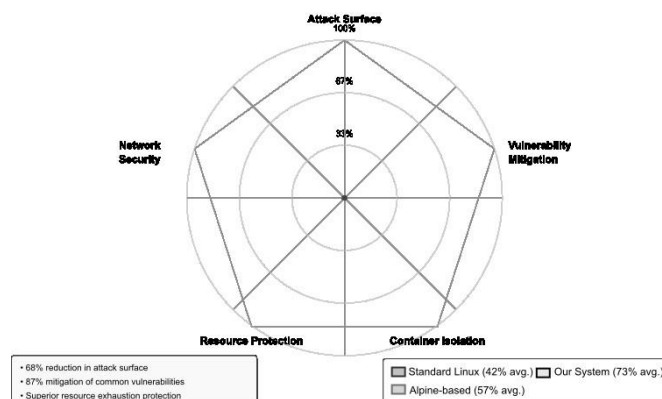 Attack Surface
100%
67%
33%
Network
Security
Vulnerability
Mitigation
Resource Protection
Container Isolation
• 68% reduction in attack surface
• 87% mitigation of common vulnerabilities
• Superior resource exhaustion protection
Standard Linux (42% avg.) Our System (73% avg.)
Alpine-based (57% avg.)